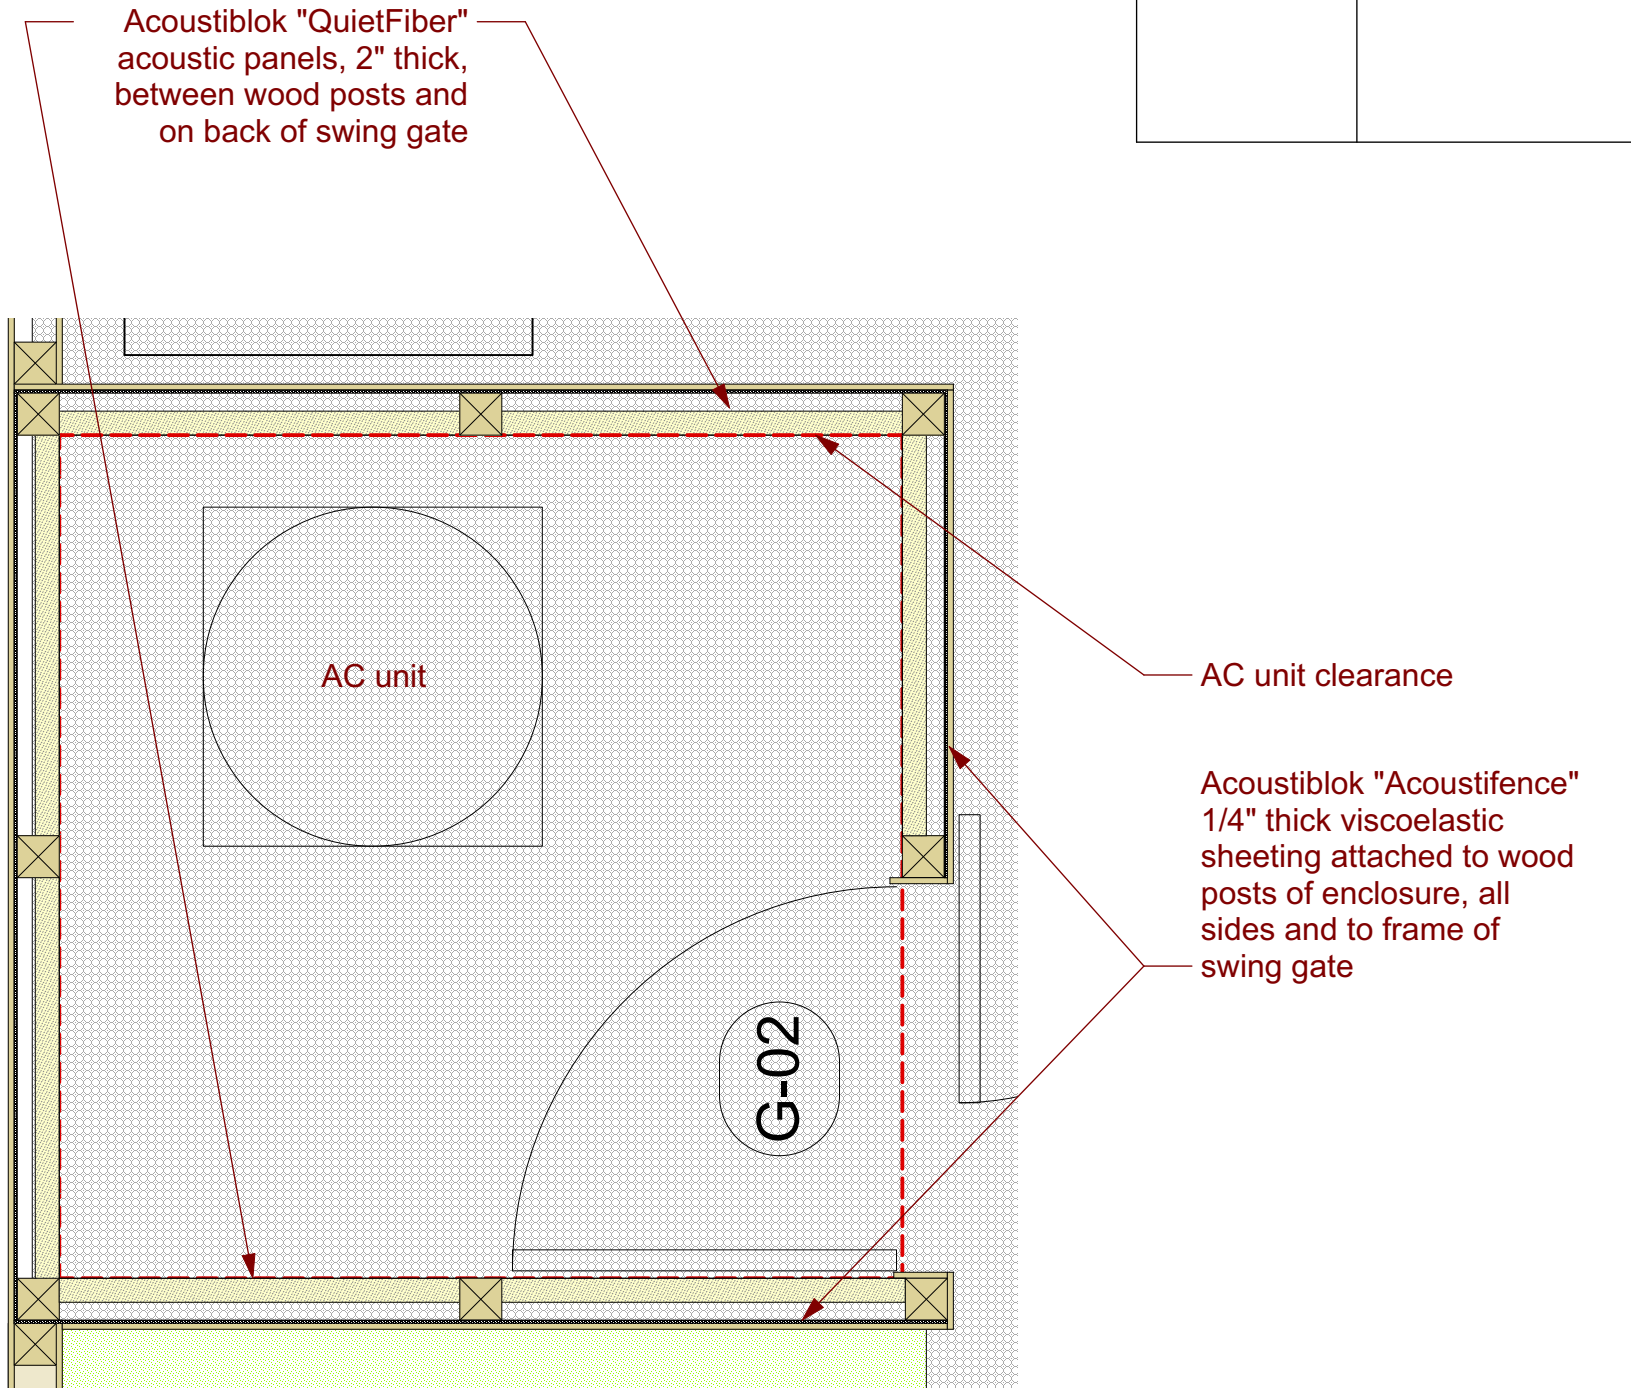 Acoustiblok "QuietFiber"
acoustic panels, 2" thick,
between wood posts and
on back of swing gate
AC unit
AC unit clearance
Acoustiblok "Acoustifence"
1/4" thick viscoelastic
sheeting attached to wood
posts of enclosure, all
sides and to frame of
swing gate
G-02